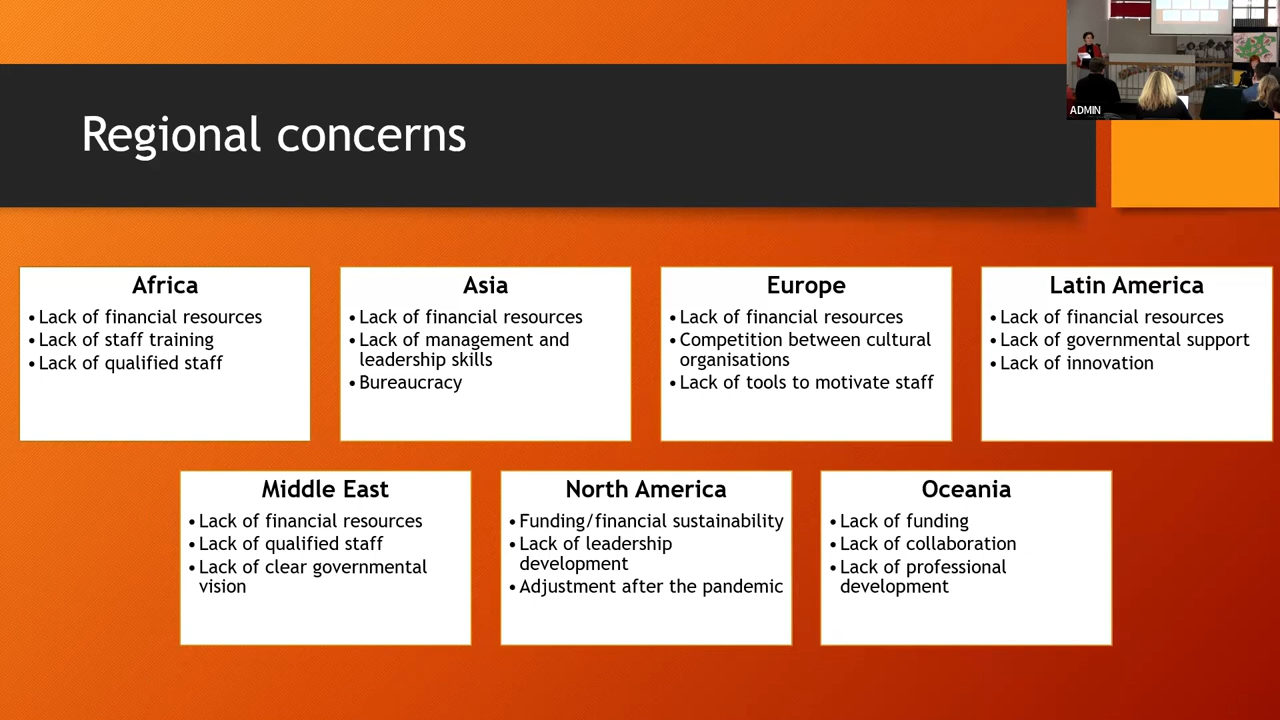 ADMIN
Regional concerns
Africa
• Lack of financial resources
• Lack of staff training
• Lack of qualified staff
Asia
• Lack of financial resources
• Lack of management and
leadership skills
• Bureaucracy
Europe
• Lack of financial resources
• Competition between cultural
organisations
• Lack of tools to motivate staff
Latin America
• Lack of financial resources
• Lack of governmental support
• Lack of innovation
Middle East
• Lack of financial resources
• Lack of qualified staff
• Lack of clear governmental
vision
North America
• Funding/financial sustainability
• Lack of leadership
development
• Adjustment after the pandemic
Oceania
• Lack of funding
• Lack of collaboration
• Lack of professional
development